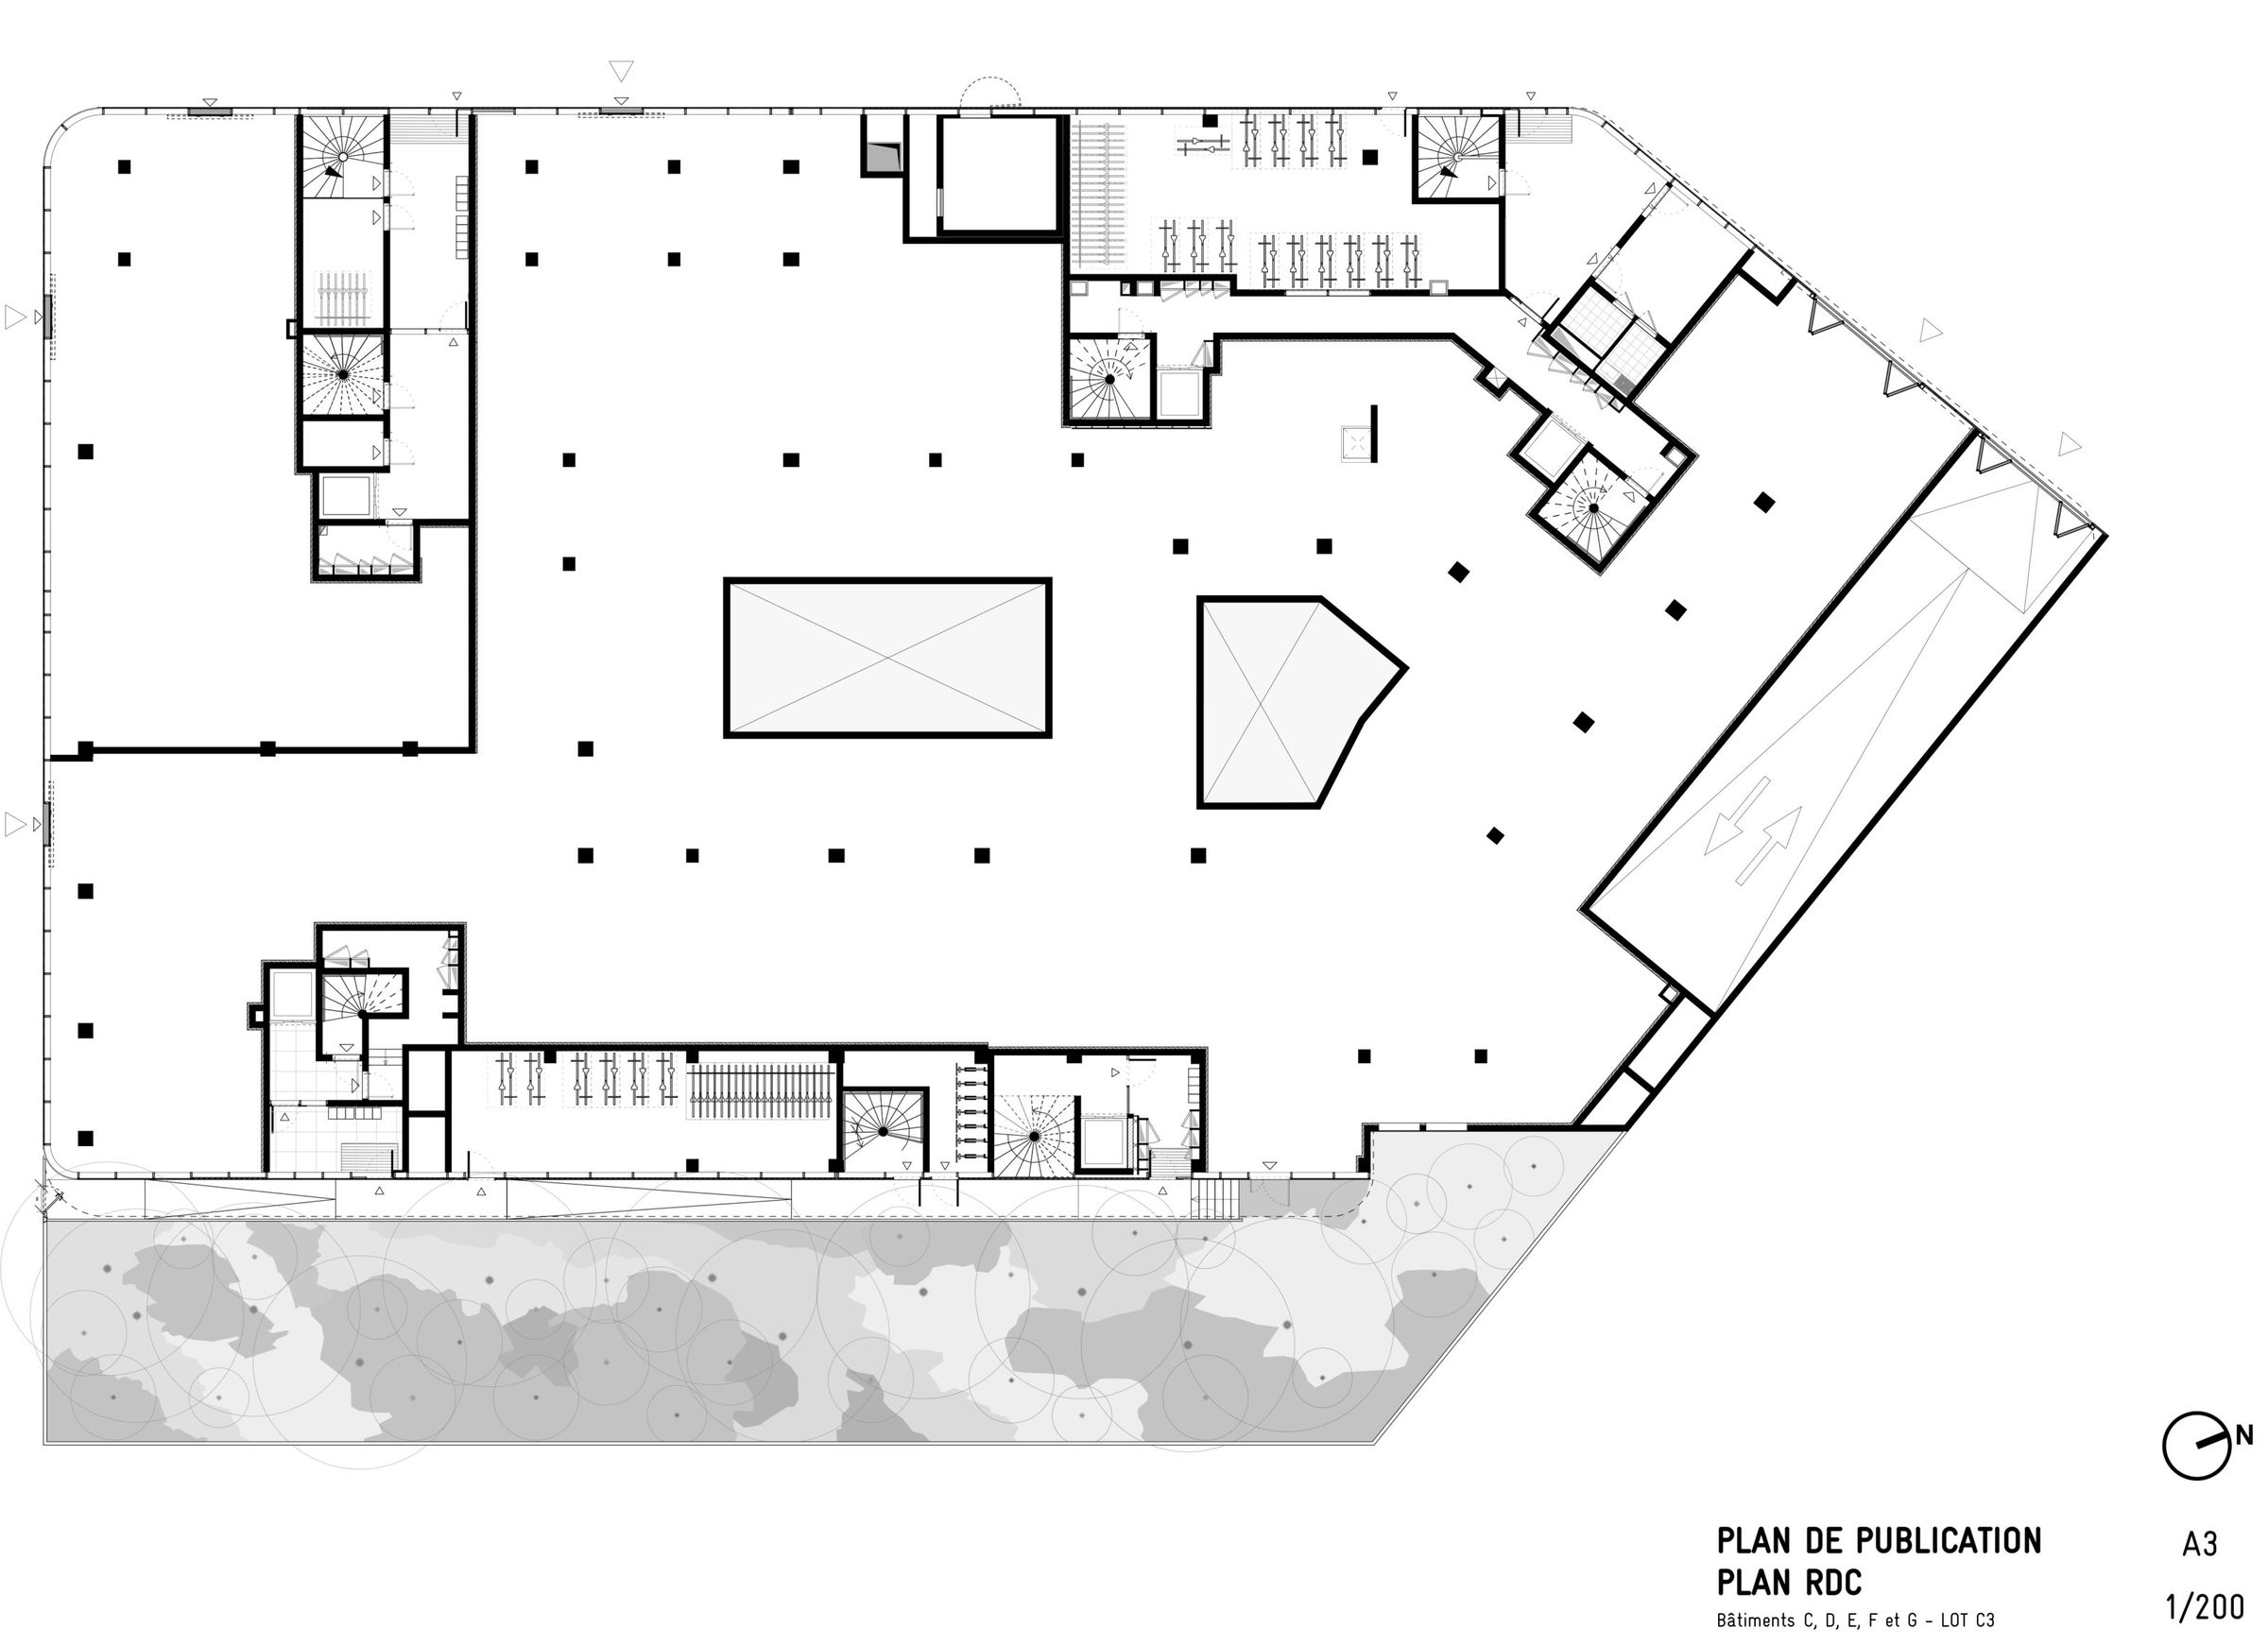 N
PLAN DE PUBLICATION
A3
PLAN RDC
1/200
Bâtiments C, D, E, F et G - LOT C3